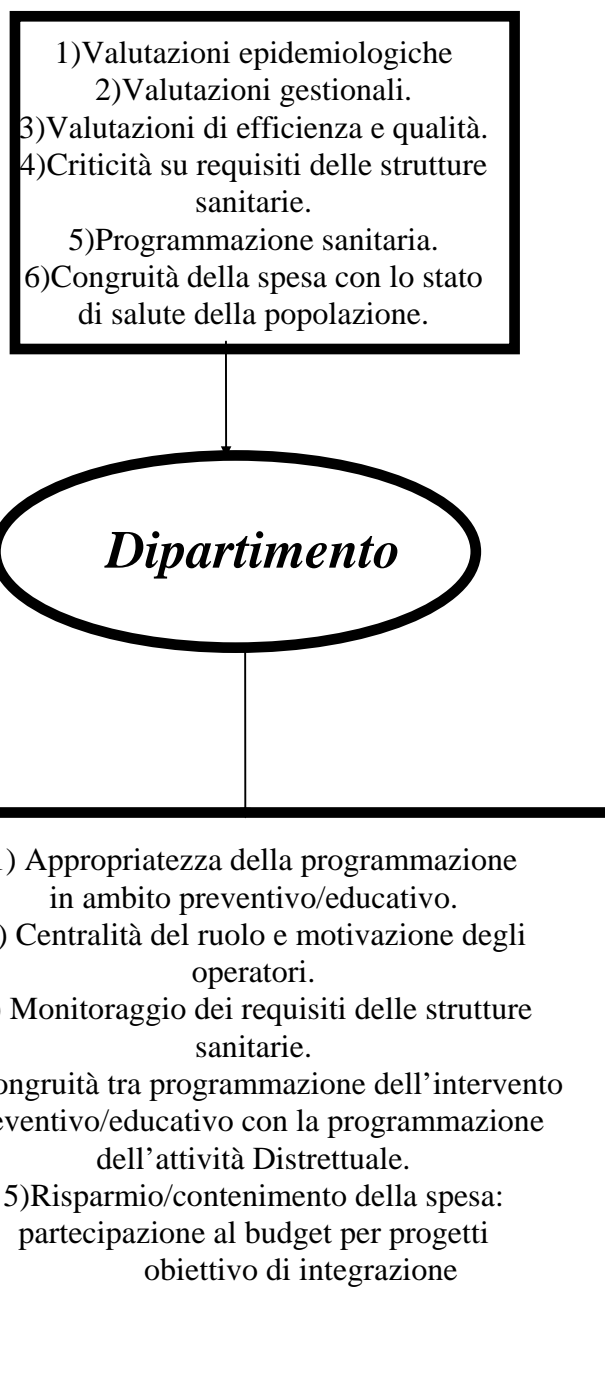 1)Valutazioni epidemiologiche
2)Valutazioni gestionali.
3)Valutazioni di efficienza e qualità.
4)Criticità su requisiti delle strutture
sanitarie.
5)Programmazione sanitaria.
6)Congruità della spesa con lo stato
di salute della popolazione.
Dipartimento
) Appropriatezza della programmazione
in ambito preventivo/educativo.
) Centralità del ruolo e motivazione degli
operatori.
Monitoraggio dei requisiti delle strutture
sanitarie.
ongruità tra programmazione dell’intervento
eventivo/educativo con la programmazione
dell’attività Distrettuale.
5)Risparmio/contenimento della spesa:
partecipazione al budget per progetti
obiettivo di integrazione